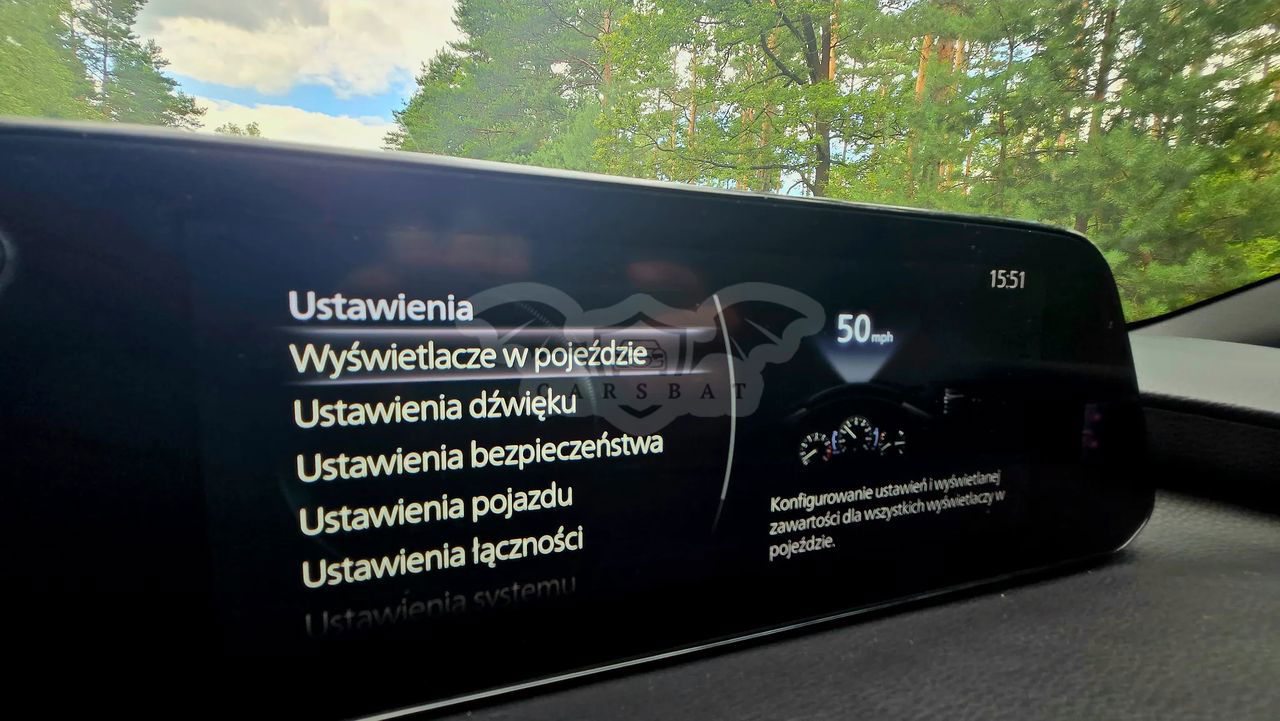 15:51
Ustawienia
Wyświetlacze w pojeździe
Ustawienia dźwięku
Ustawienia bezpieczeństwa
Ustawienia pojazdu
Ustawienia łączności
Ustawienia systemu
50 mph
Konfigurowanie ustawień i wyświetlanej
zawartości dla wszystkich wyświetlaczy w
pojeździe.
CARSBAT